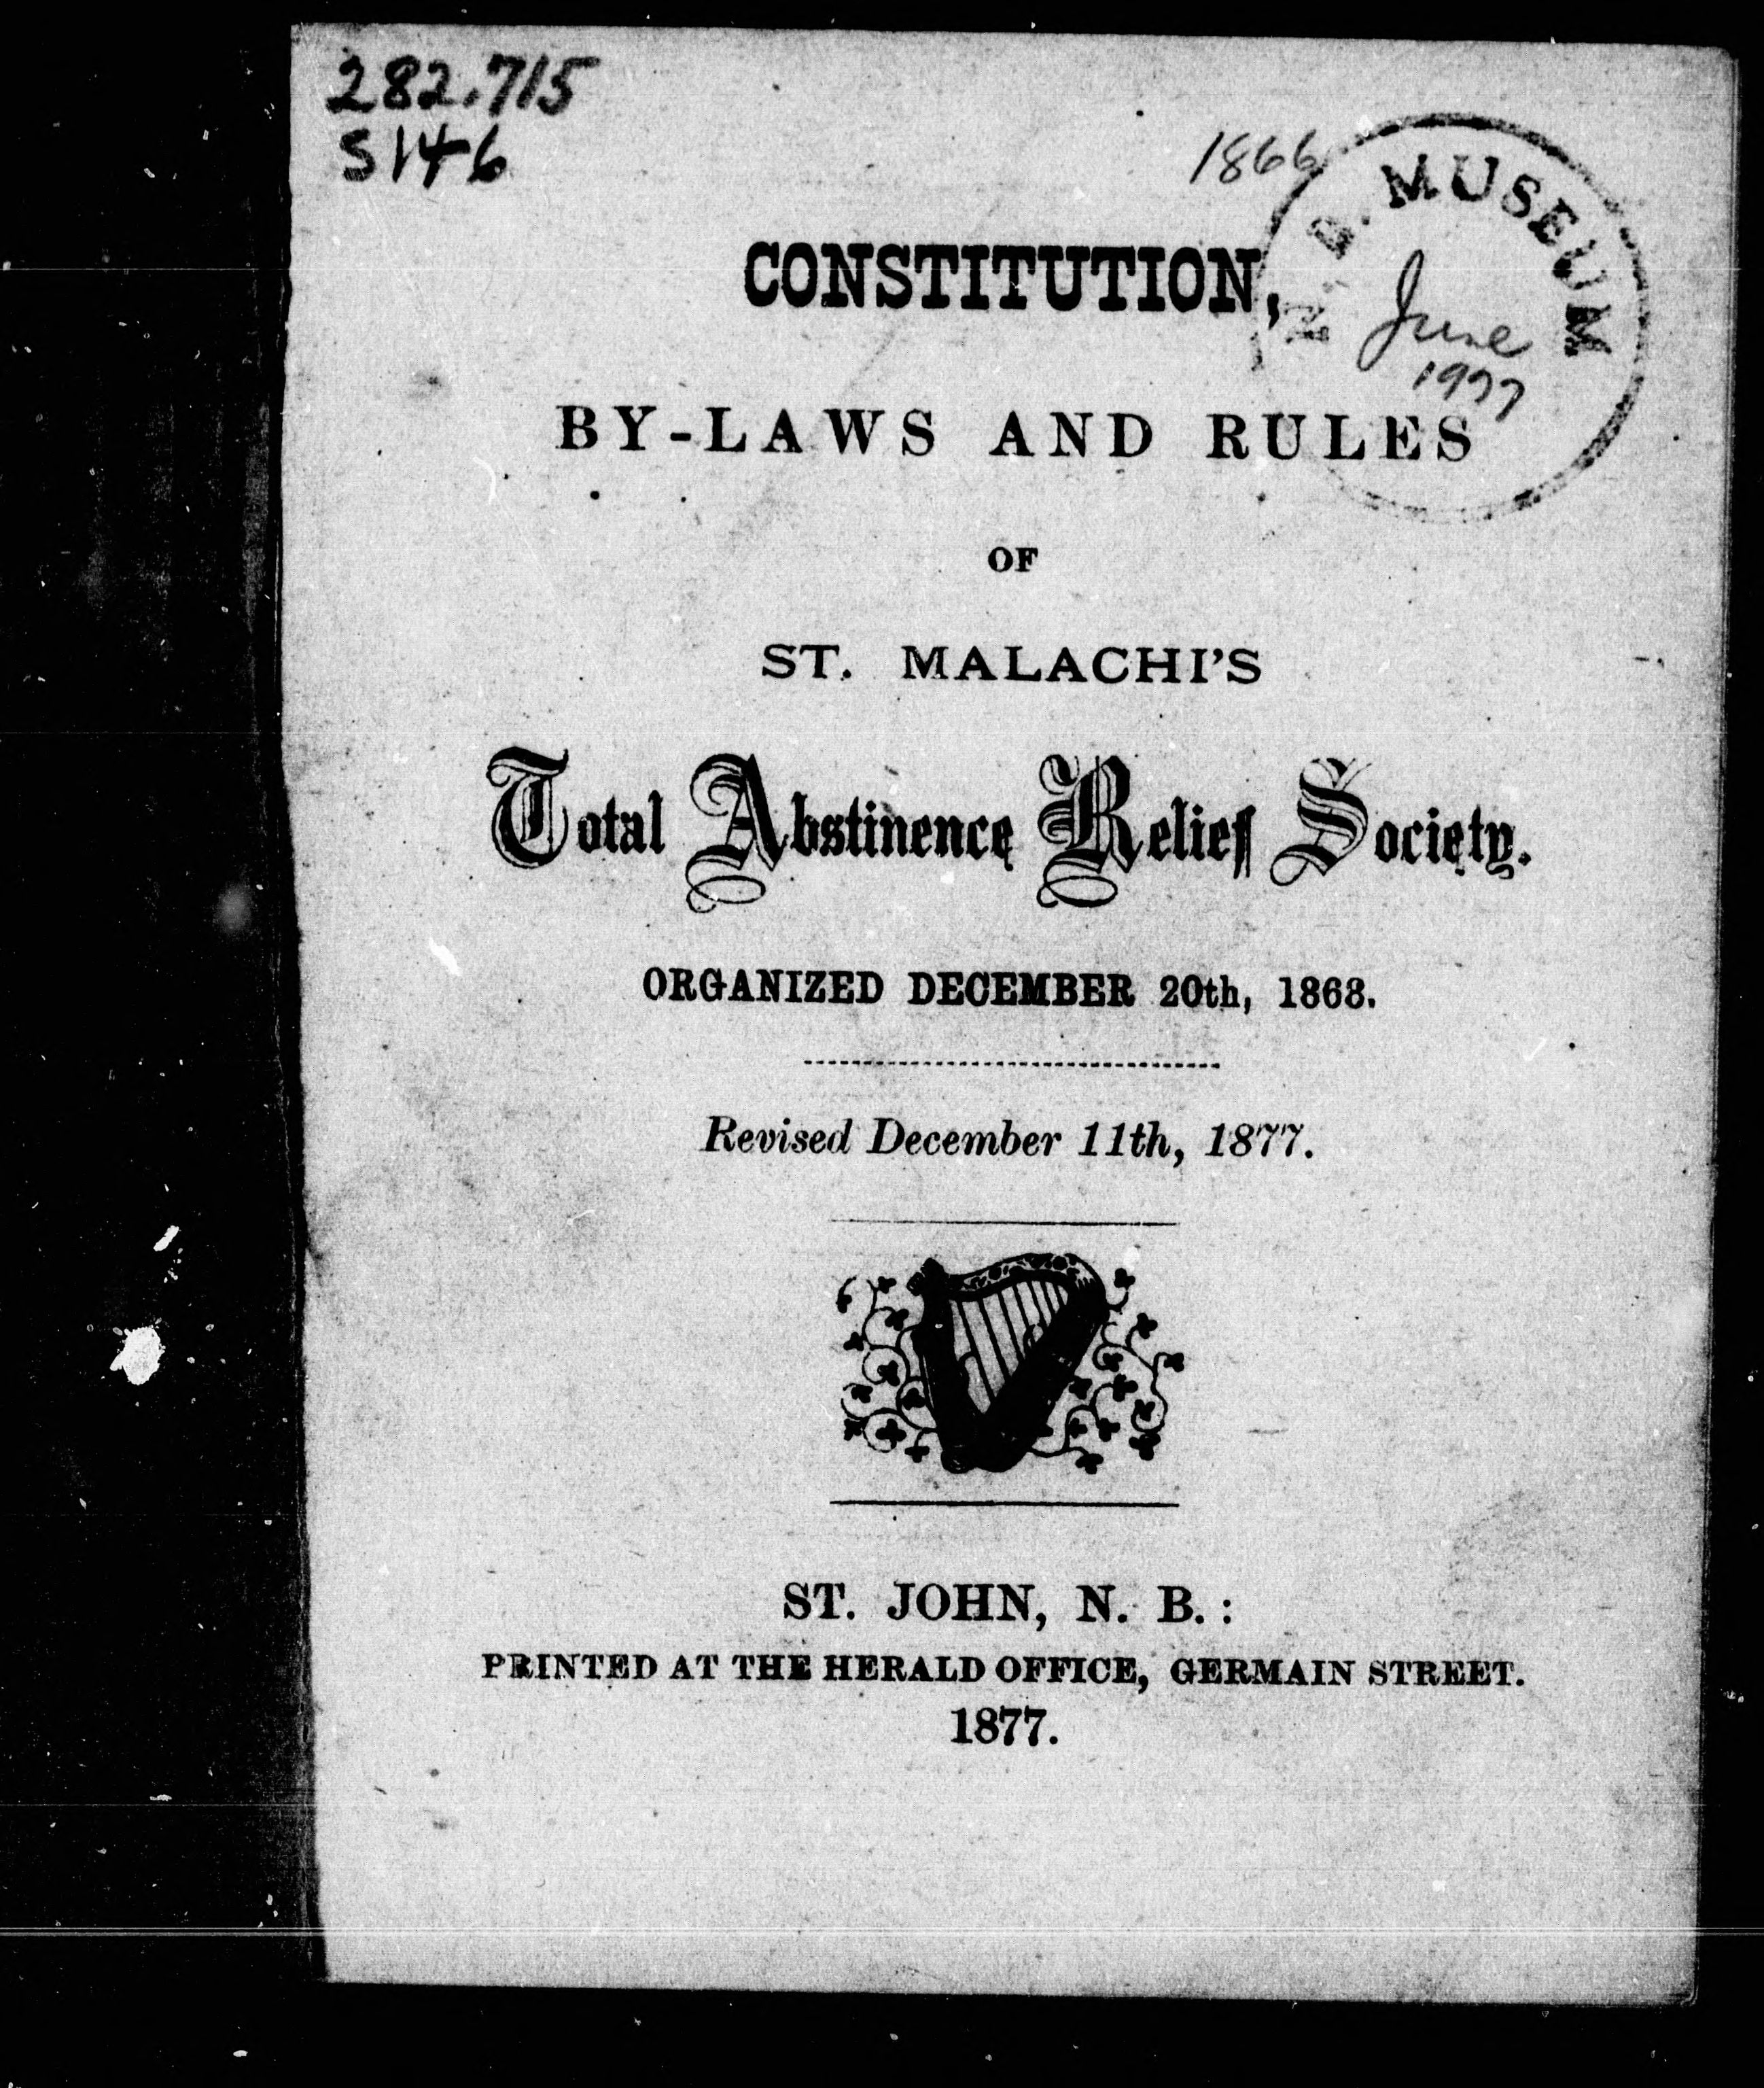 282.715
S146
1866
N. B. MUSEUM
June
1977
CONSTITUTION,
BY-LAWS AND RULES
OF
ST. MALACHI'S
Total Abstinence Relief Society.
ORGANIZED DECEMBER 20th, 1868.
Revised December 11th, 1877.
ST. JOHN, N. B.:
PRINTED AT THE HERALD OFFICE, GERMAIN STREET.
1877.